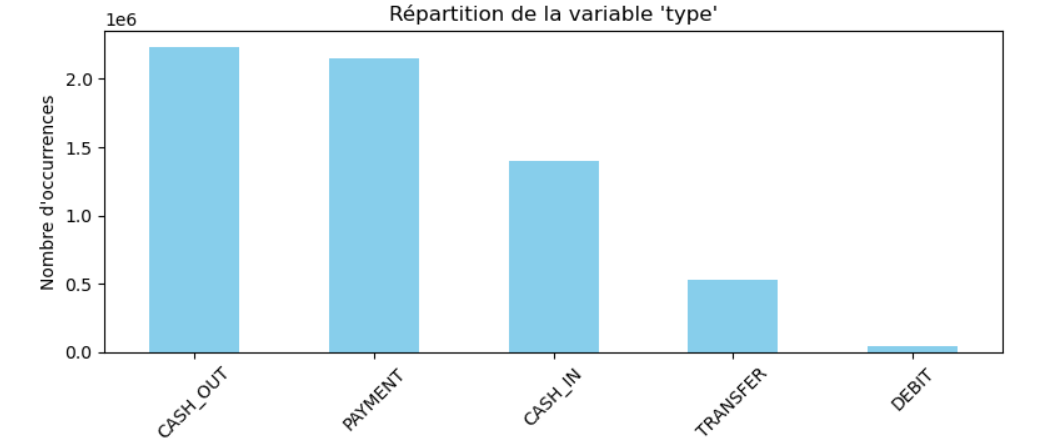 Répartition de la variable 'type'
1e6
Nombre d'occurrences
2.0
1.5
1.0
0.5
0.0
CASH_OUT
PAYMENT
CASH_IN
TRANSFER
DEBIT